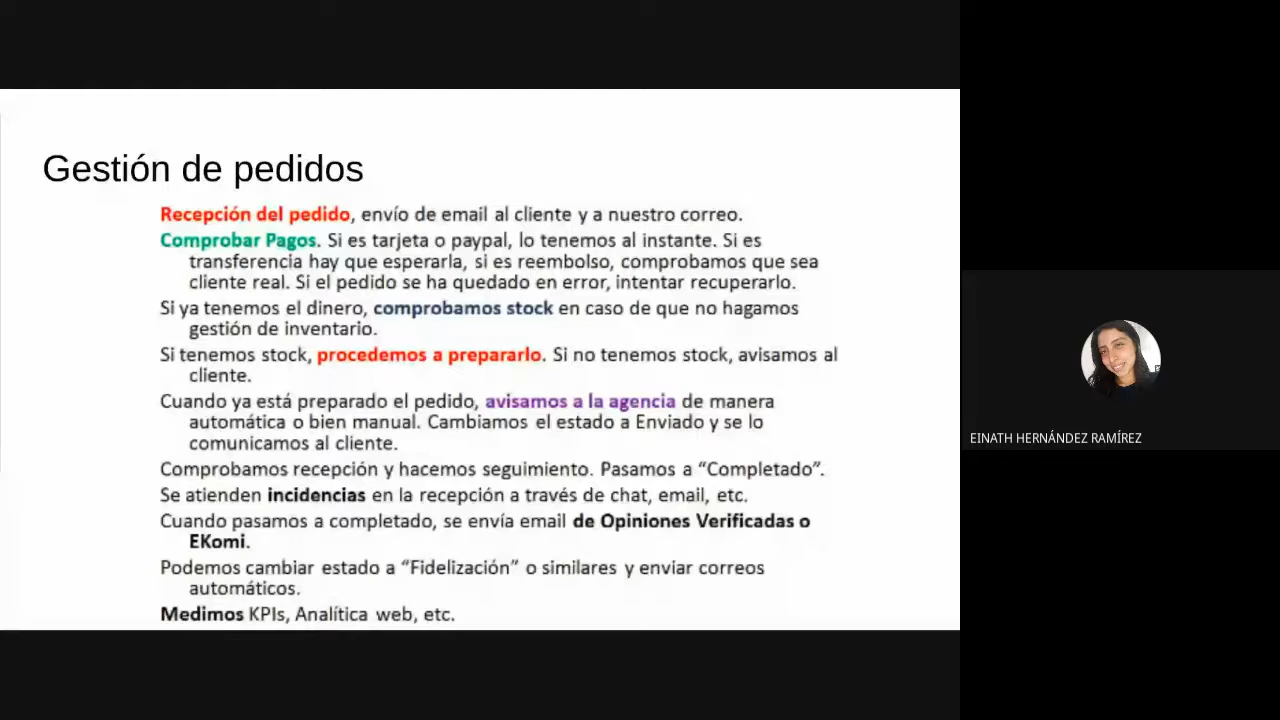 Gestión de pedidos
Recepción del pedido, envío de email al cliente y a nuestro correo.
Comprobar Pagos. Si es tarjeta o paypal, lo tenemos al instante. Si es
transferencia hay que esperarla, si es reembolso, comprobamos que sea
cliente real. Si el pedido se ha quedado en error, intentar recuperarlo.
Si ya tenemos el dinero, comprobamos stock en caso de que no hagamos
gestión de inventario.
Si tenemos stock, procedemos a prepararlo. Si no tenemos stock, avisamos al
cliente.
Cuando ya está preparado el pedido, avisamos a la agencia de manera
automática o bien manual. Cambiamos el estado a Enviado y se lo
comunicamos al cliente.
Comprobamos recepción y hacemos seguimiento. Pasamos a “Completado”.
Se atienden incidencias en la recepción a través de chat, email, etc.
Cuando pasamos a completado, se envía email de Opiniones Verificadas o
EKomi.
Podemos cambiar estado a “Fidelización” o similares y enviar correos
automáticos.
Medimos KPIs, Analítica web, etc.
EINATH HERNÁNDEZ RAMÍREZ